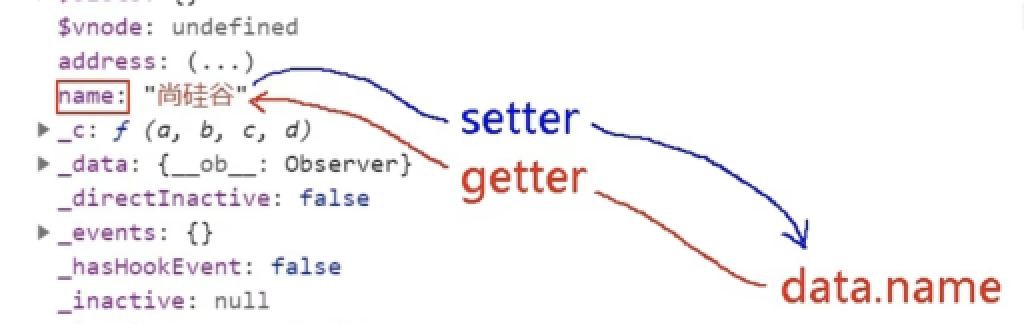 $vnode: undefined
address: (...)
name: "尚硅谷"
setter
▶ _c: ƒ (a, b, c, d)
▶ _data: {__ob__: Observer}
getter
_directInactive: false
▶ _events: {}
_hasHookEvent: false
data.name
_inactive: null